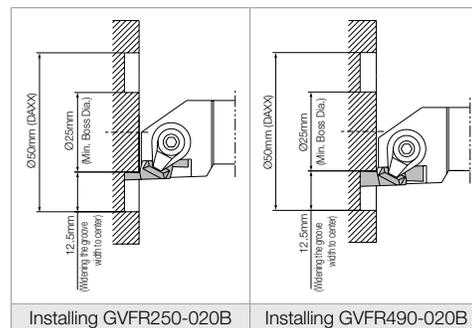 Ø50mm (DAXX)
Ø25mm
(Min. Boss Dia.)
12.5mm
(Widening the groove
width to center)
Installing GVFR250-020B
Ø50mm (DAXX)
Ø25mm
(Min. Boss Dia.)
12.5mm
(Widening the groove
width to center)
Installing GVFR490-020B